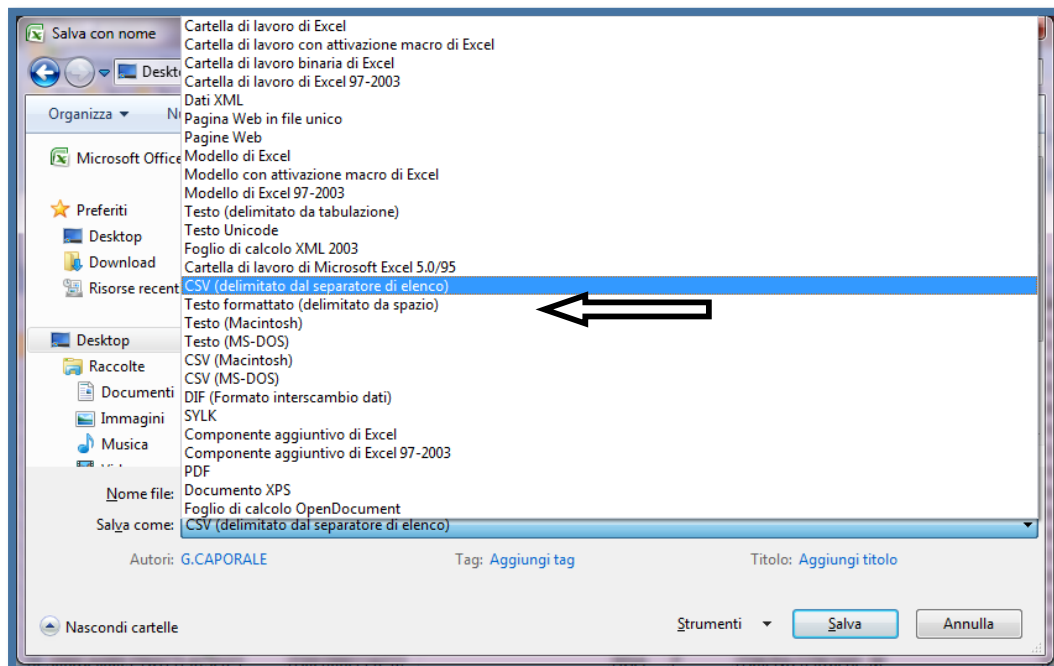 Salva con nome
Cartella di lavoro di Excel
Cartella di lavoro con attivazione macro di Excel
Cartella di lavoro binaria di Excel
Cartella di lavoro di Excel 97-2003
Dati XML
Pagina Web in file unico
Pagine Web
Modello di Excel
Modello con attivazione macro di Excel
Modello di Excel 97-2003
Testo (delimitato da tabulazione)
Testo Unicode
Foglio di calcolo XML 2003
Cartella di lavoro di Microsoft Excel 5.0/95
CSV (delimitato dal separatore di elenco)
Testo formattato (delimitato da spazio)
Testo (Macintosh)
Testo (MS-DOS)
CSV (Macintosh)
CSV (MS-DOS)
DIF (Formato interscambio dati)
SYLK
Componente aggiuntivo di Excel
Componente aggiuntivo di Excel 97-2003
PDF
Documento XPS
Foglio di calcolo OpenDocument
Deskt
Organizza
Microsoft Office
Preferiti
Desktop
Download
Risorse recent
Desktop
Raccolte
Documenti
Immagini
Musica
Nome file:
Salva come: CSV (delimitato dal separatore di elenco)
Autori: G.CAPORALE Tag: Aggiungi tag Titolo: Aggiungi titolo
Nascondi cartelle Strumenti Salva Annulla